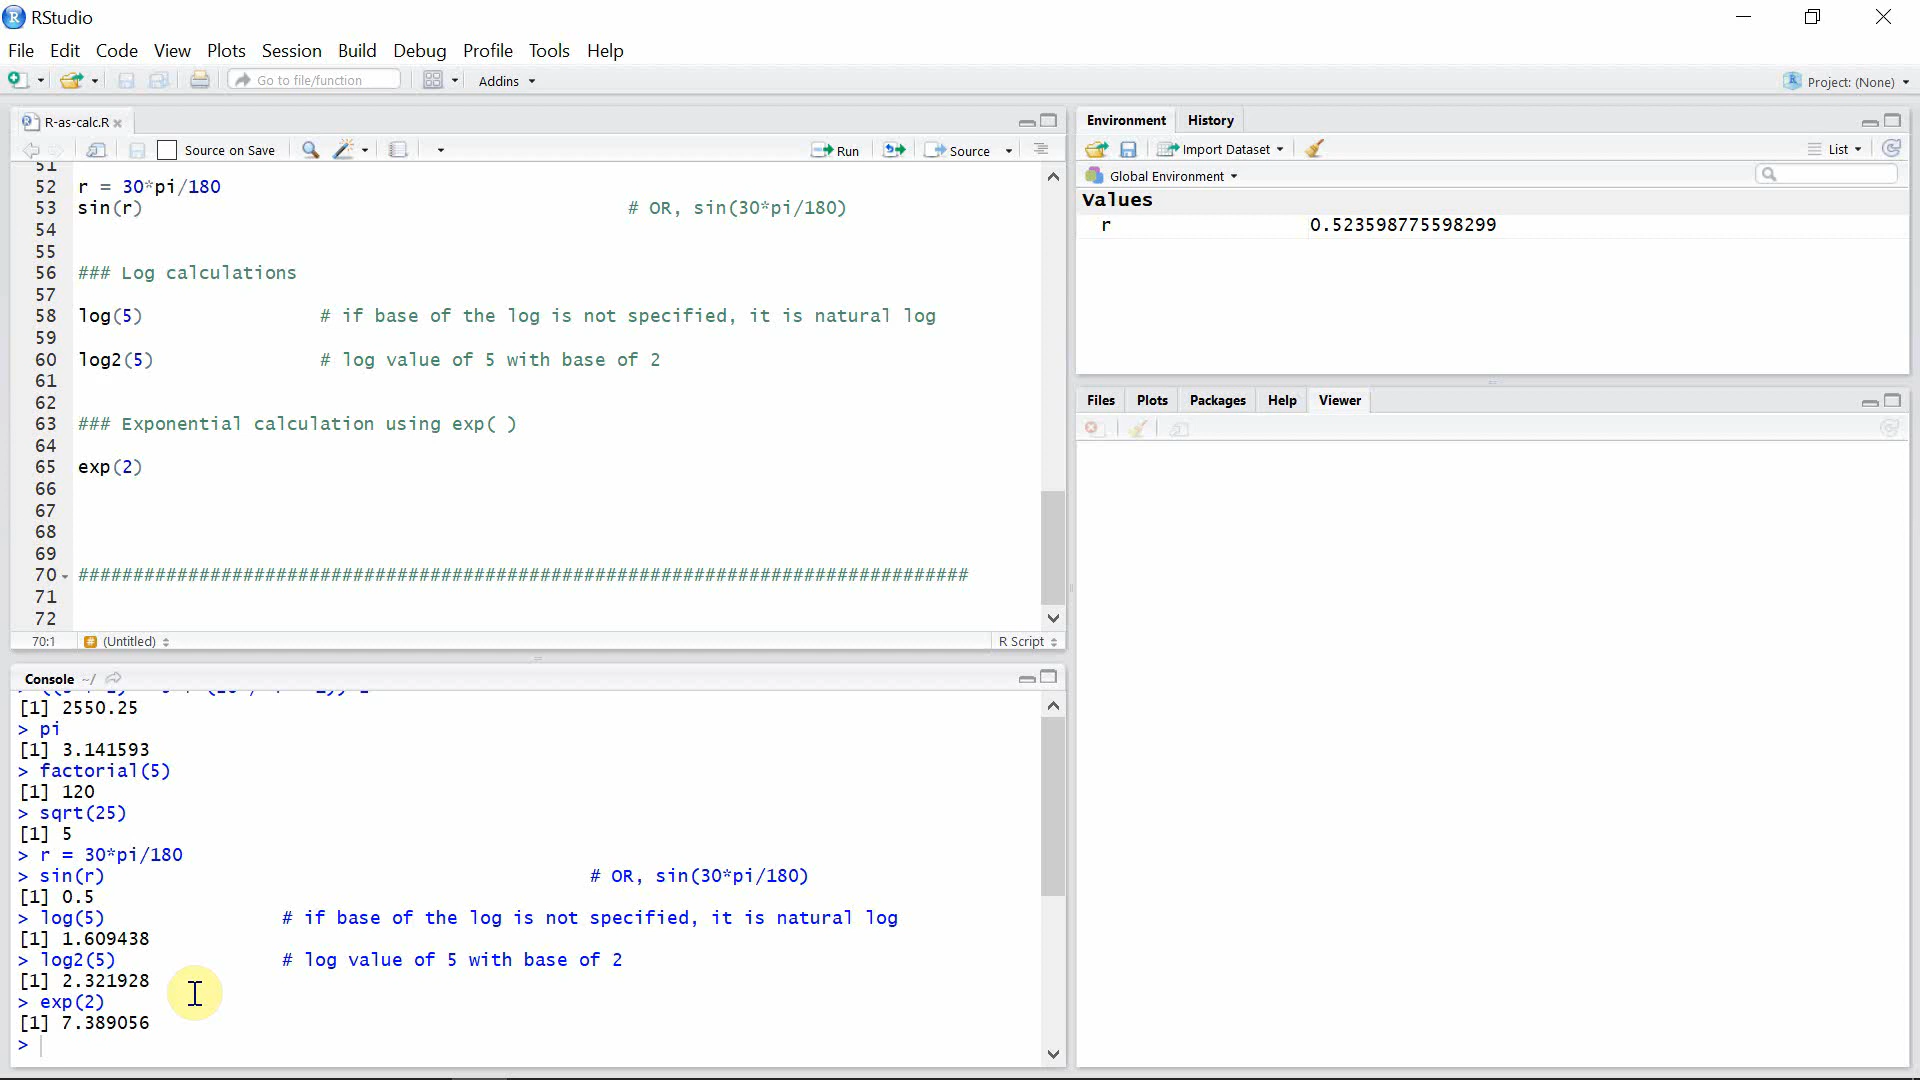 RStudio
File Edit Code View Plots Session Build Debug Profile Tools Help
Go to file/function Addins Project: (None)
R-as-calc.R
Source on Save Run Source
51
52 r = 30*pi/180
53 sin(r) # OR, sin(30*pi/180)
54
55
56 ### Log calculations
57
58 log(5) # if base of the log is not specified, it is natural log
59
60 log2(5) # log value of 5 with base of 2
61
62
63 ### Exponential calculation using exp( )
64
65 exp(2)
66
67
68
69
70 ##################################################################################
71
72
70:1 (Untitled) R Script
Console ~/
[1] 2550.25
> pi
[1] 3.141593
> factorial(5)
[1] 120
> sqrt(25)
[1] 5
> r = 30*pi/180
> sin(r) # OR, sin(30*pi/180)
[1] 0.5
> log(5) # if base of the log is not specified, it is natural log
[1] 1.609438
> log2(5) # log value of 5 with base of 2
[1] 2.321928
> exp(2)
[1] 7.389056
>
Environment History
Import Dataset List
Global Environment
Values
r 0.523598775598299
Files Plots Packages Help Viewer